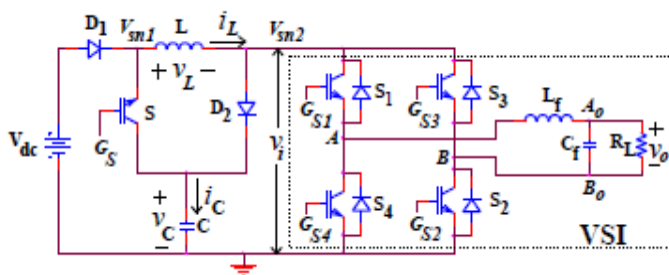 D1 Vsn1 L iL Vsn2
+ vL −
S D2
GS
Vdc
iC
+ vC − C
vi
GS1 S1 GS3 S3
A
B
GS4 S4 GS2 S2
Lf Ao
Cf RL + vo −
Bo
VSI